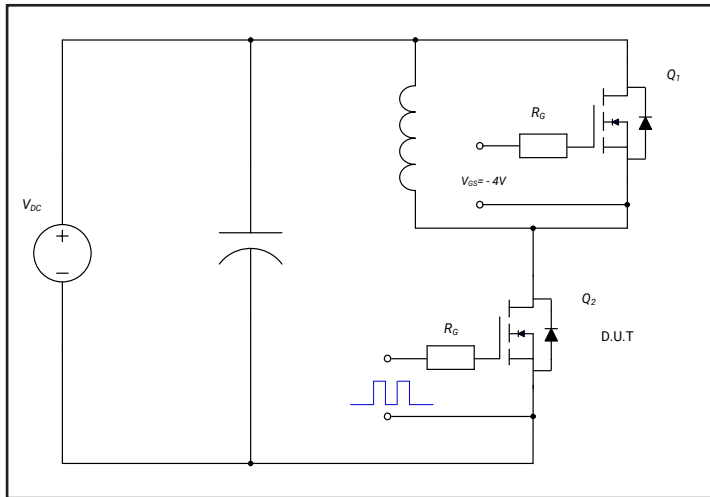 Q1
RG
VGS= - 4V
VDC
+
−
Q2
RG
D.U.T